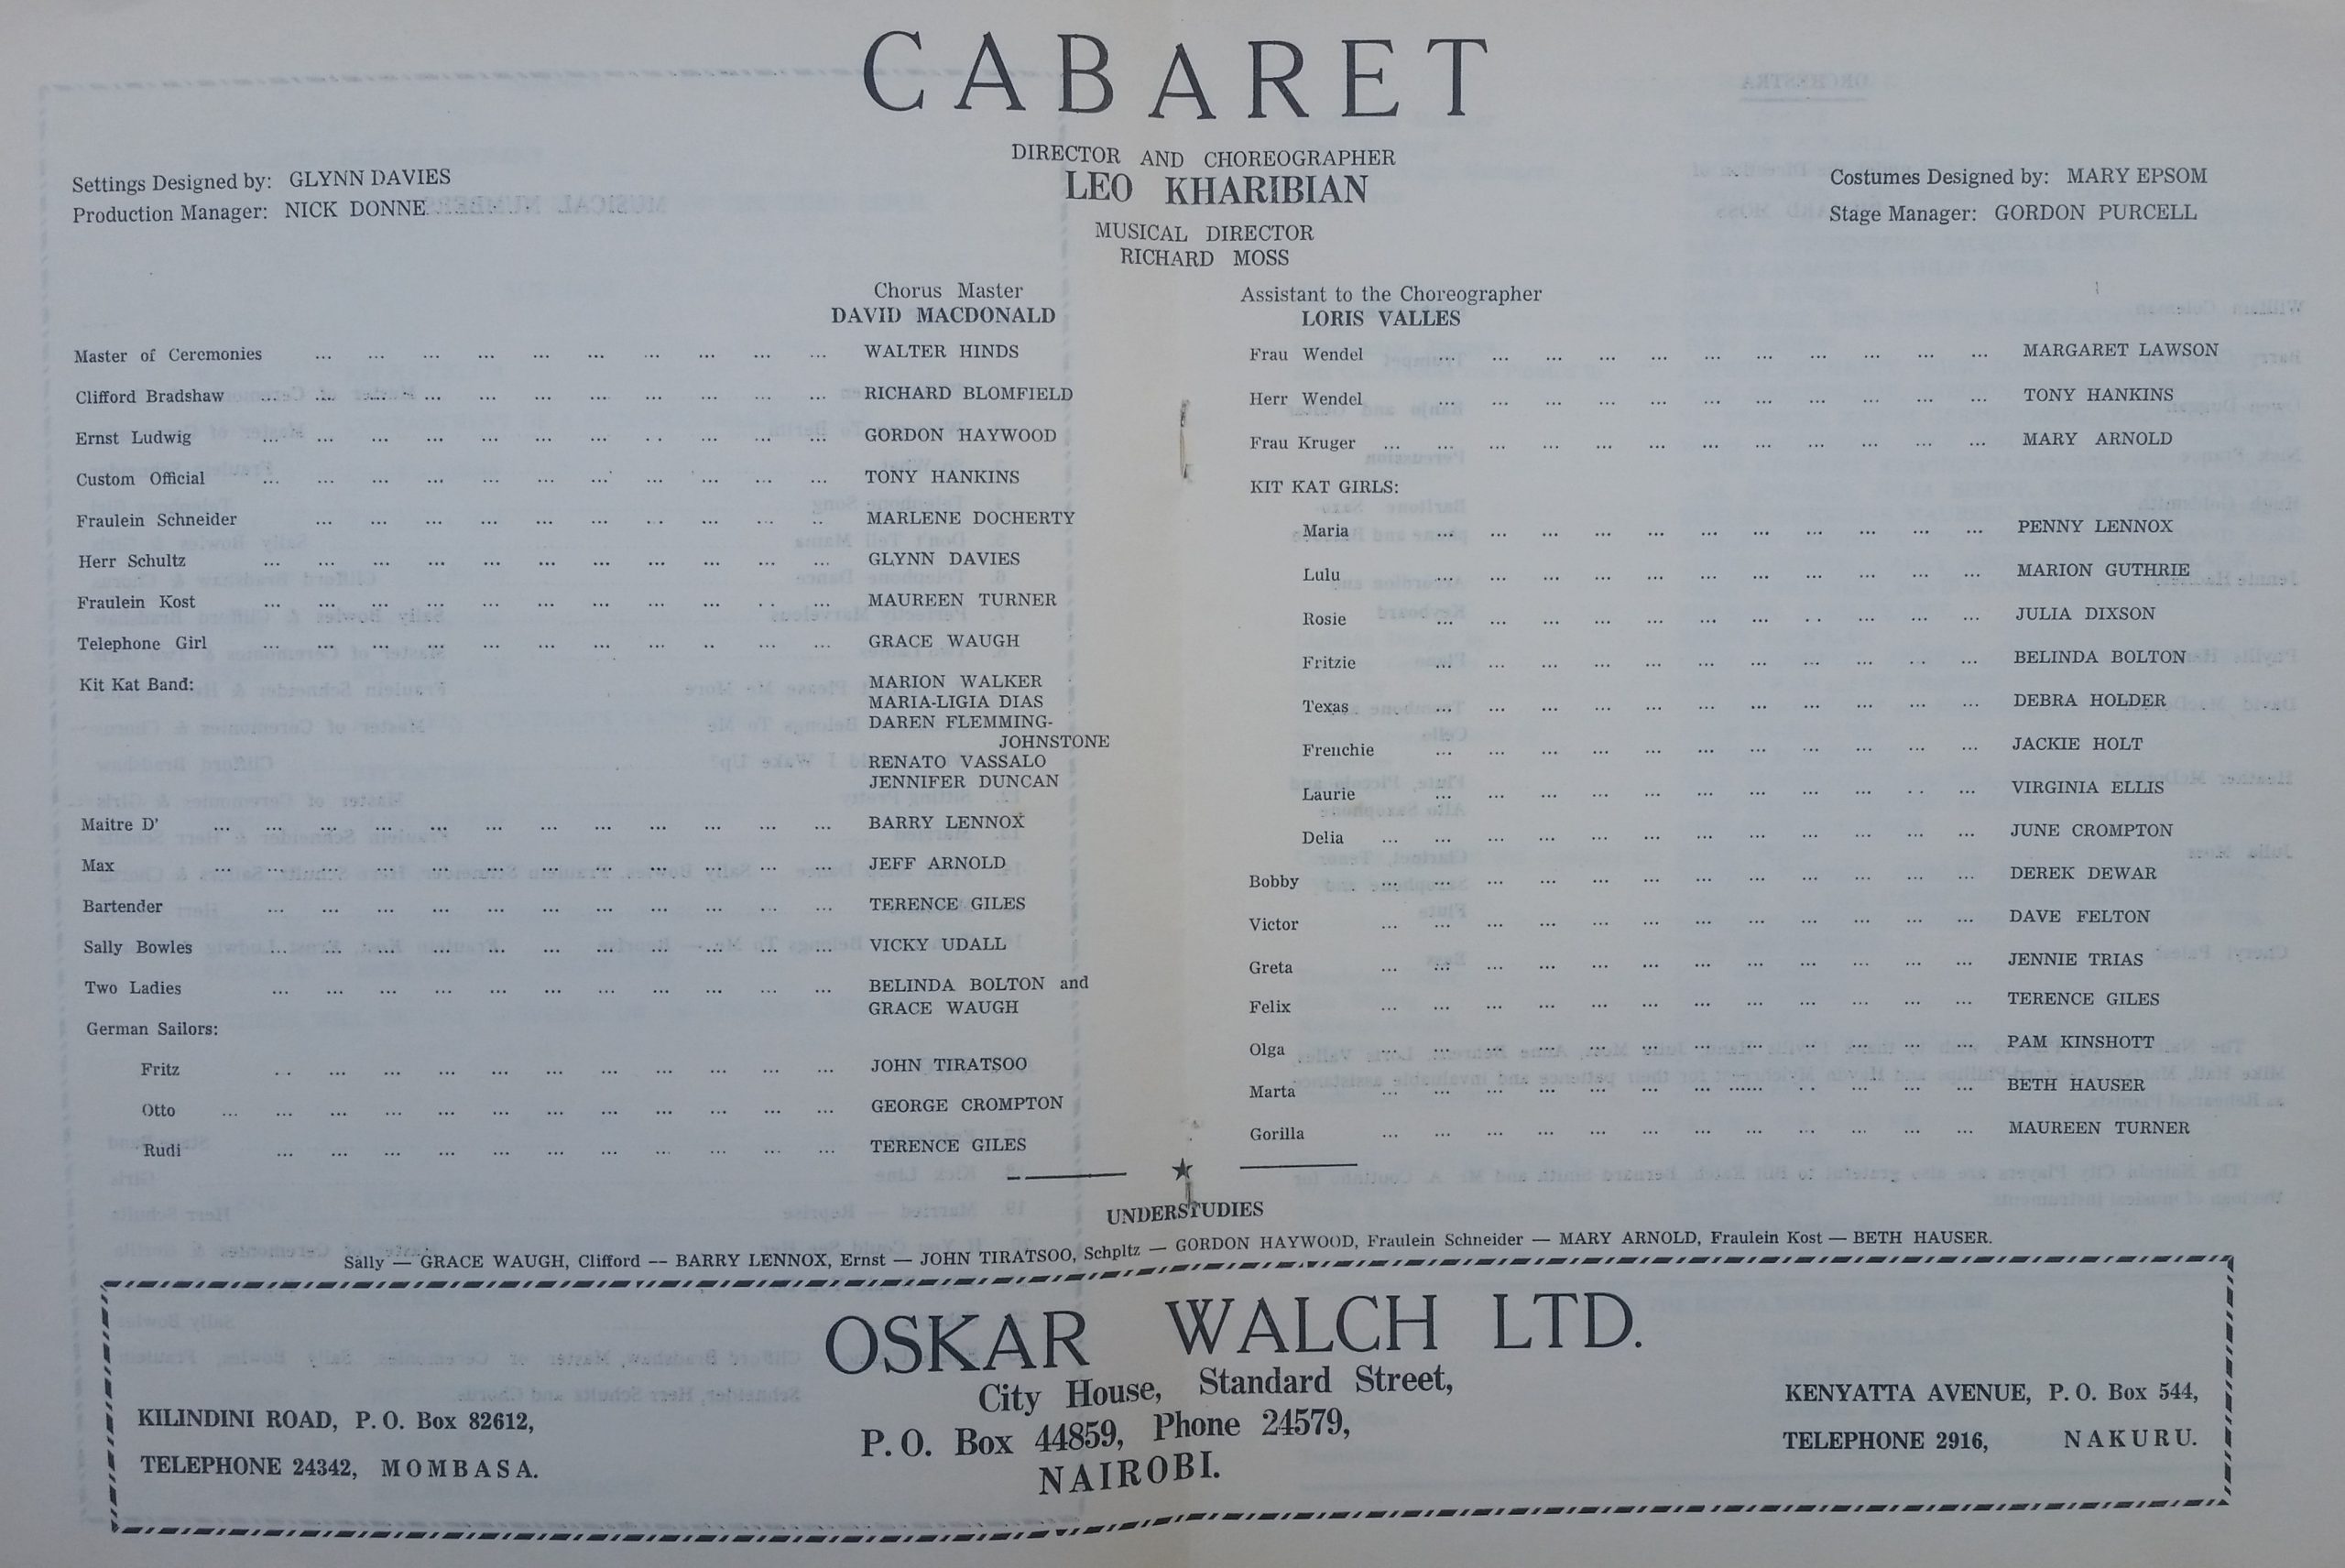 CABARET
DIRECTOR AND CHOREOGRAPHER
LEO KHARIBIAN
MUSICAL DIRECTOR
RICHARD MOSS
Settings Designed by: GLYNN DAVIES
Production Manager: NICK DONNE
Costumes Designed by: MARY EPSOM
Stage Manager: GORDON PURCELL
Chorus Master
DAVID MACDONALD
Assistant to the Choreographer
LORIS VALLES
Master of Ceremonies ... WALTER HINDS
Clifford Bradshaw ... RICHARD BLOMFIELD
Ernst Ludwig ... GORDON HAYWOOD
Custom Official ... TONY HANKINS
Fraulein Schneider ... MARLENE DOCHERTY
Herr Schultz ... GLYNN DAVIES
Fraulein Kost ... MAUREEN TURNER
Telephone Girl ... GRACE WAUGH
Kit Kat Band: MARION WALKER
MARIA-LIGIA DIAS
DAREN FLEMMING-
JOHNSTONE
RENATO VASSALO
JENNIFER DUNCAN
Maitre D' ... BARRY LENNOX
Max ... JEFF ARNOLD
Bartender ... TERENCE GILES
Sally Bowles ... VICKY UDALL
Two Ladies ... BELINDA BOLTON and
GRACE WAUGH
German Sailors:
Fritz ... JOHN TIRATSOO
Otto ... GEORGE CROMPTON
Rudi ... TERENCE GILES
Frau Wendel ... MARGARET LAWSON
Herr Wendel ... TONY HANKINS
Frau Kruger ... MARY ARNOLD
KIT KAT GIRLS:
Maria ... PENNY LENNOX
Lulu ... MARION GUTHRIE
Rosie ... JULIA DIXSON
Fritzie ... BELINDA BOLTON
Texas ... DEBRA HOLDER
Frenchie ... JACKIE HOLT
Laurie ... VIRGINIA ELLIS
Delia ... JUNE CROMPTON
Bobby ... DEREK DEWAR
Victor ... DAVE FELTON
Greta ... JENNIE TRIAS
Felix ... TERENCE GILES
Olga ... PAM KINSHOTT
Marta ... BETH HAUSER
Gorilla ... MAUREEN TURNER
UNDERSTUDIES
Sally — GRACE WAUGH, Clifford -- BARRY LENNOX, Ernst — JOHN TIRATSOO, Schpltz — GORDON HAYWOOD, Fraulein Schneider — MARY ARNOLD, Fraulein Kost — BETH HAUSER.
OSKAR WALCH LTD.
City House, Standard Street,
P.O. Box 44859, Phone 24579,
NAIROBI.
KILINDINI ROAD, P.O. Box 82612,
TELEPHONE 24342, MOMBASA.
KENYATTA AVENUE, P.O. Box 544,
TELEPHONE 2916, NAKURU.